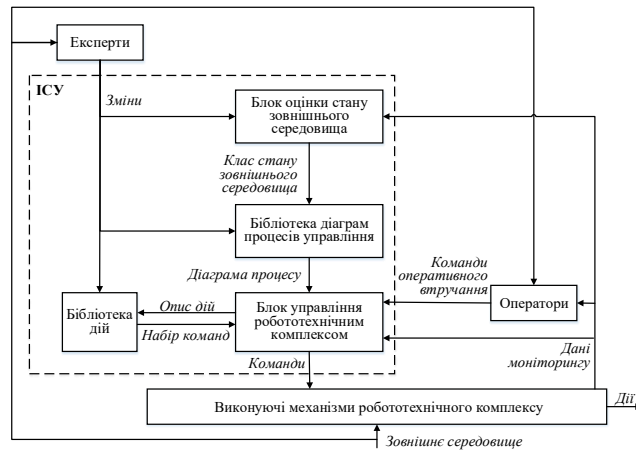 Експерти
ІСУ
Зміни
Блок оцінки стану
зовнішнього
середовища
Клас стану
зовнішнього
середовища
Бібліотека діаграм
процесів управління
Діаграма процесу
Команди
оперативного
втручання
Оператори
Бібліотека
дій
Опис дій
Набір команд
Блок управління
робототехнічним
комплексом
Команди
Дані
моніторингу
Виконуючі механізми робототехнічного комплексу
Дії
Зовнішнє середовище